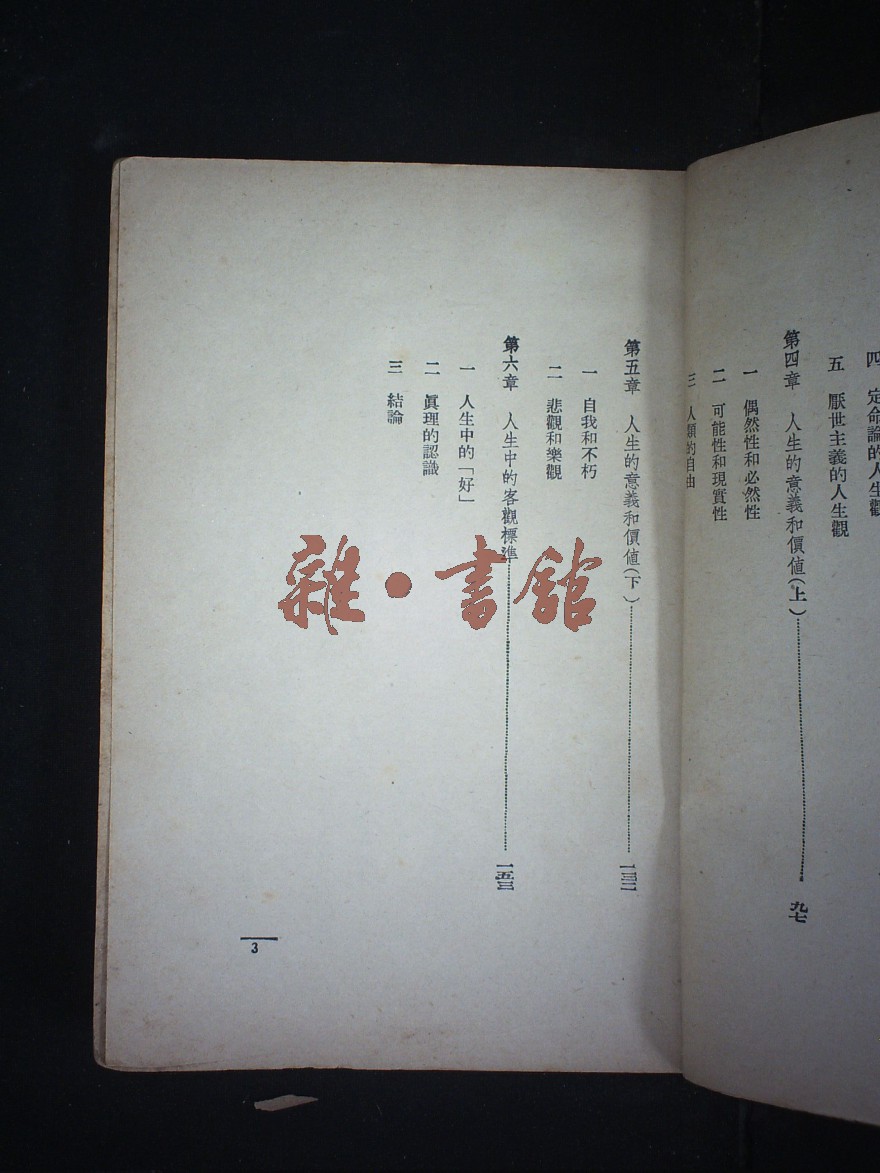 四 定命論的人生觀
五 厭世主義的人生觀
第四章 人生的意義和價值(上)………九七
一 偶然性和必然性
二 可能性和現實性
三 人類的自由
第五章 人生的意義和價值(下)………一三二
一 自我和不朽
二 悲觀和樂觀
第六章 人生中的客觀標準………一五三
一 人生中的「好」
二 眞理的認識
三 結論
3
雜·書館